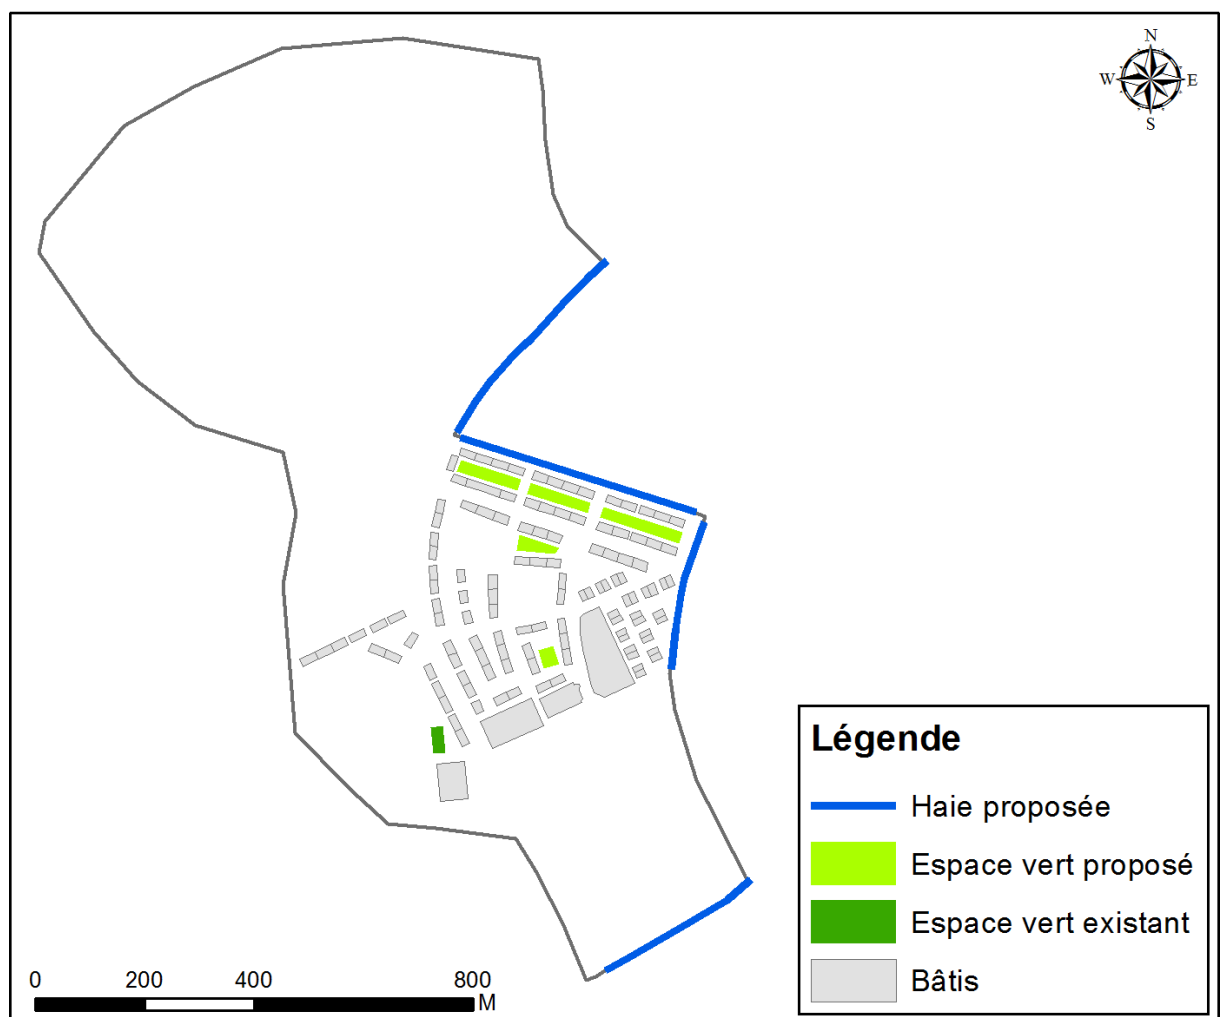 N
W E
S
Légende
Haie proposée
Espace vert proposé
Espace vert existant
Bâtis
0 200 400 800
M